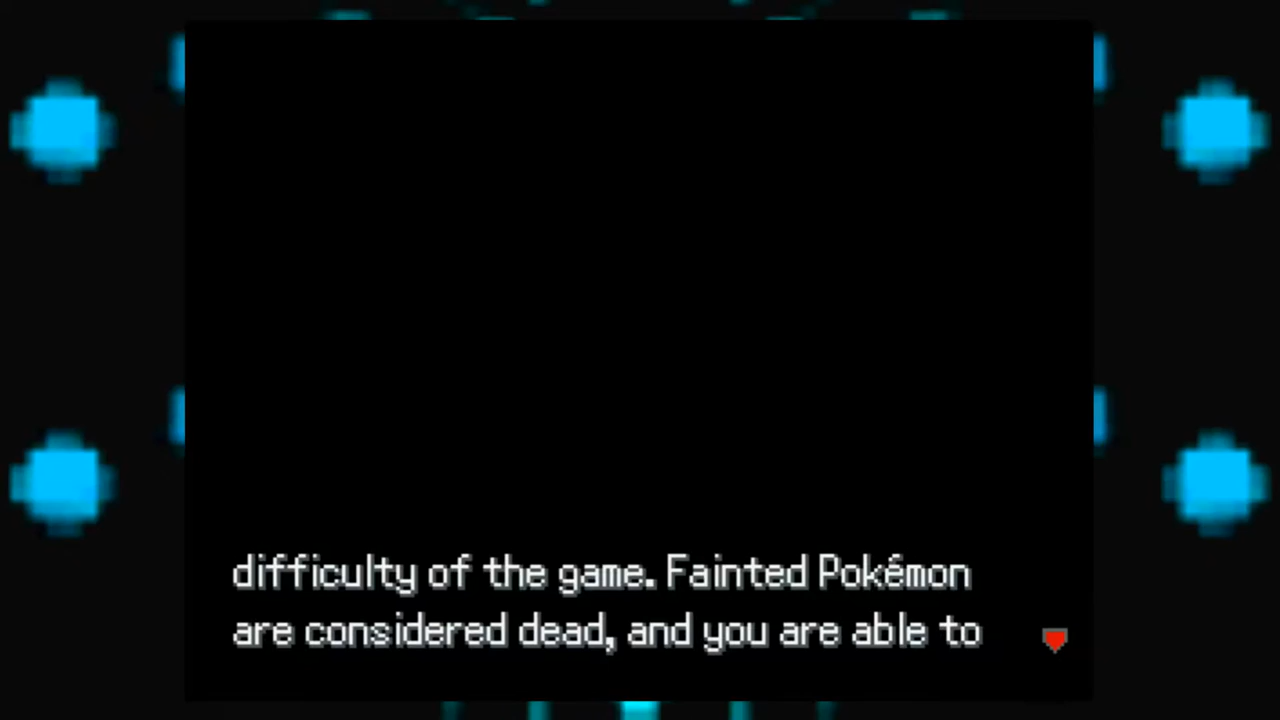 difficulty of the game. Fainted Pokémon
are considered dead, and you are able to